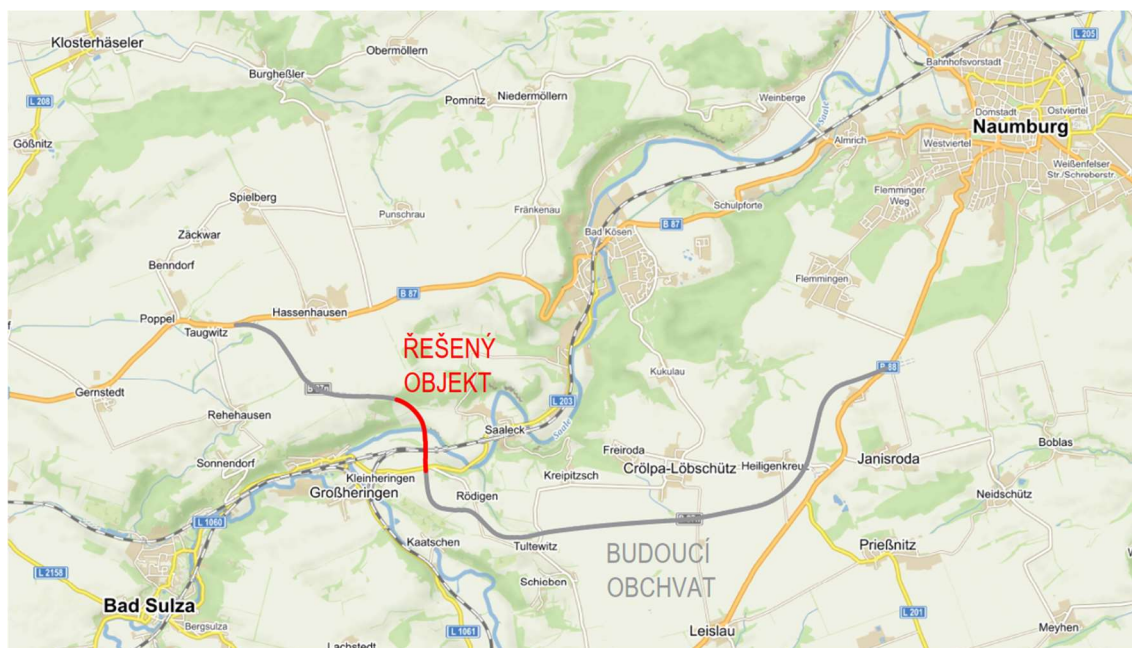 Klosterhäseler
Obermöllern
L 205
Burgheßler
Bahnhofsvorstadt
L 208
Pomnitz
Niedermöllern
Weinberge
Saale
Domstadt
Ostviertel
Naumburg
Gößnitz
Almrich
Westviertel
Weißenfelser
Str./Schreberstr.
Spielberg
Flemminger
Weg
Punschrau
Fränkenau
Schulpforte
Zäckwar
Bad Kösen
B 87
Benndorf
Flemmingen
B 87
Hassenhausen
Poppel
Taugwitz
ŘEŠENÝ
OBJEKT
Kukulau
B 88
Gernstedt
L 203
Rehehausen
Saaleck
Saale
Boblas
Sonnendorf
Freiroda
Janisroda
Kleinheringen
Kreipitzsch
Crölpa-Löbschütz
Heiligenkreuz
Großheringen
Rödigen
Neidschütz
L 1060
Kaatschen
Tultewitz
BUDOUCÍ
OBCHVAT
Prießnitz
L 2158
Schieben
Bad Sulza
L 201
Bergsulza
L 1061
Leislau
Meyhen
Lachstedt